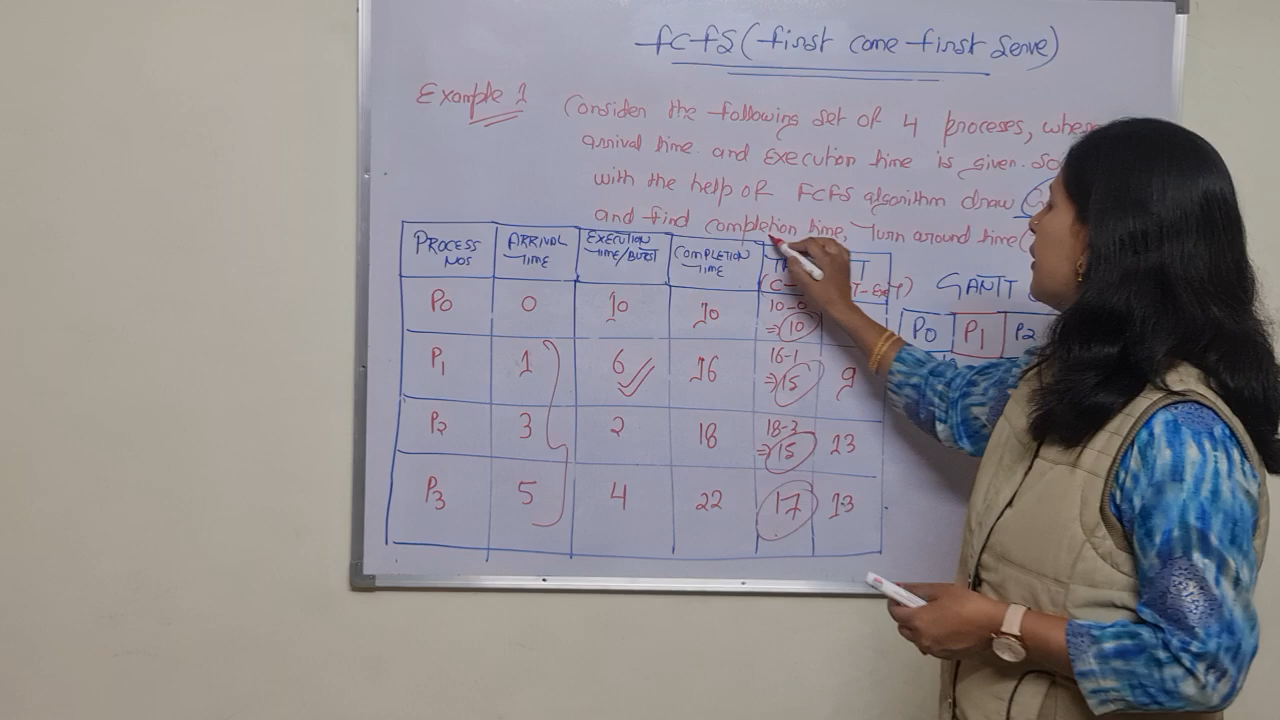 FCFS (First Come First Serve)
Example 1 Consider the following set of 4 proceses, where
arrival time and execution time is given. So
with the help of FCFS algorithm draw
and find completion time, Turn around time (
PROCESS NOS ARRIVAL TIME EXECUTION TIME/BURST COMPLETION TIME
GANTT
P0 P1 P2
P0 0 10 10 10-0 ⇒ 10
P1 1 6 16 16-1 ⇒ 15 9
P2 3 2 18 18-3 ⇒ 15 13
P3 5 4 22 17 13